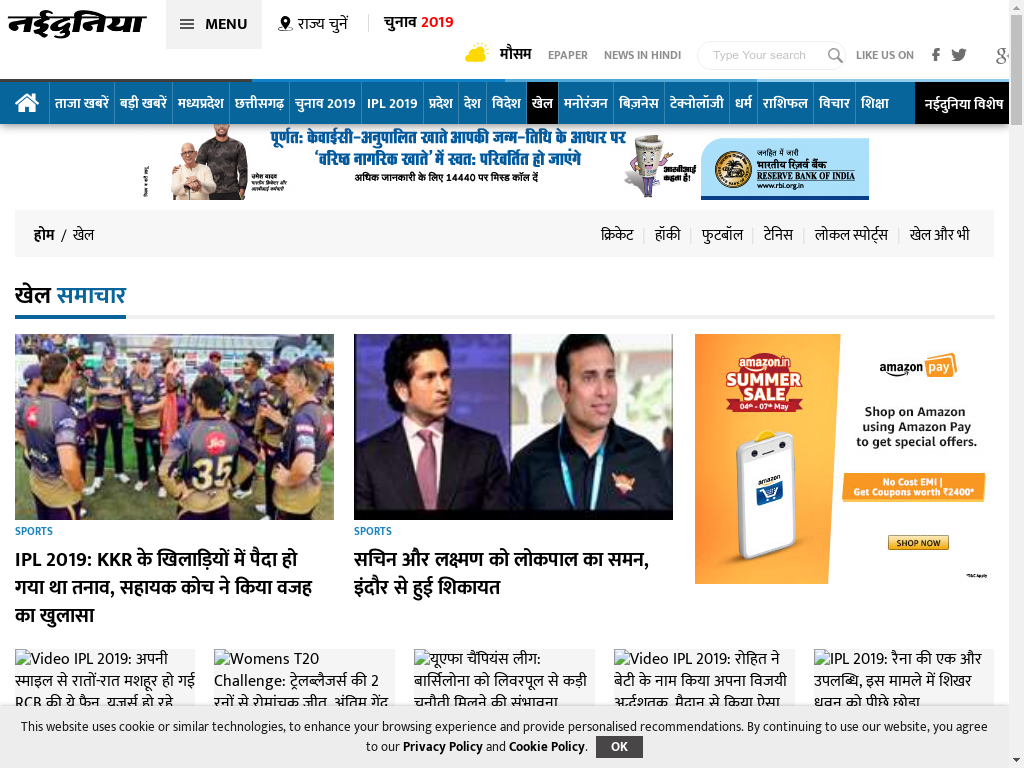 नईदुनिया
MENU
राज्य चुनें
चुनाव 2019
मौसम
EPAPER
NEWS IN HINDI
Type Your search
LIKE US ON
ताजा खबरें
बड़ी खबरें
मध्यप्रदेश
छत्तीसगढ़
चुनाव 2019
IPL 2019
प्रदेश
देश
विदेश
खेल
मनोरंजन
बिज़नेस
टेक्नोलॉजी
धर्म
राशिफल
विचार
शिक्षा
नईदुनिया विशेष
पूर्णत: केवाईसी-अनुपालित खाते आपकी जन्म-तिथि के आधार पर
‘वरिष्ठ नागरिक खाते’ में स्वत: परिवर्तित हो जाएंगे
अधिक जानकारी के लिए 14440 पर मिस्ड कॉल दें
उमेश यादव
आरबीआई
कहता है!
जनहित में जारी
भारतीय रिज़र्व बैंक
RESERVE BANK OF INDIA
www.rbi.org.in
होम / खेल
क्रिकेट
हॉकी
फुटबॉल
टेनिस
लोकल स्पोर्ट्स
खेल और भी
खेल समाचार
Jio
35
SPORTS
IPL 2019: KKR के खिलाड़ियों में पैदा हो
गया था तनाव, सहायक कोच ने किया वजह
का खुलासा
SPORTS
सचिन और लक्ष्मण को लोकपाल का समन,
इंदौर से हुई शिकायत
amazon.in
SUMMER
SALE
04th - 07th May
amazon
amazon pay
Shop on Amazon
using Amazon Pay
to get special offers.
No Cost EMI |
Get Coupons worth ₹2400*
SHOP NOW
*T&C Apply
Video IPL 2019: अपनी
स्माइल से रातों-रात मशहूर हो गई
RCB की ये फैन, यूजर्स हो रहे
Womens T20
Challenge: ट्रेलब्लैजर्स की 2
रनों से रोमांचक जीत, अंतिम गेंद
यूएफा चैंपियंस लीग:
बार्सिलोना को लिवरपूल से कड़ी
चुनौती मिलने की संभावना
Video IPL 2019: रोहित ने
बेटी के नाम किया अपना विजयी
अर्द्धशतक, मैदान से किया ऐसा
IPL 2019: रैना की एक और
उपलब्धि, इस मामले में शिखर
धवन को पीछे छोड़ा
This website uses cookie or similar technologies, to enhance your browsing experience and provide personalised recommendations. By continuing to use our website, you agree
to our Privacy Policy and Cookie Policy. OK